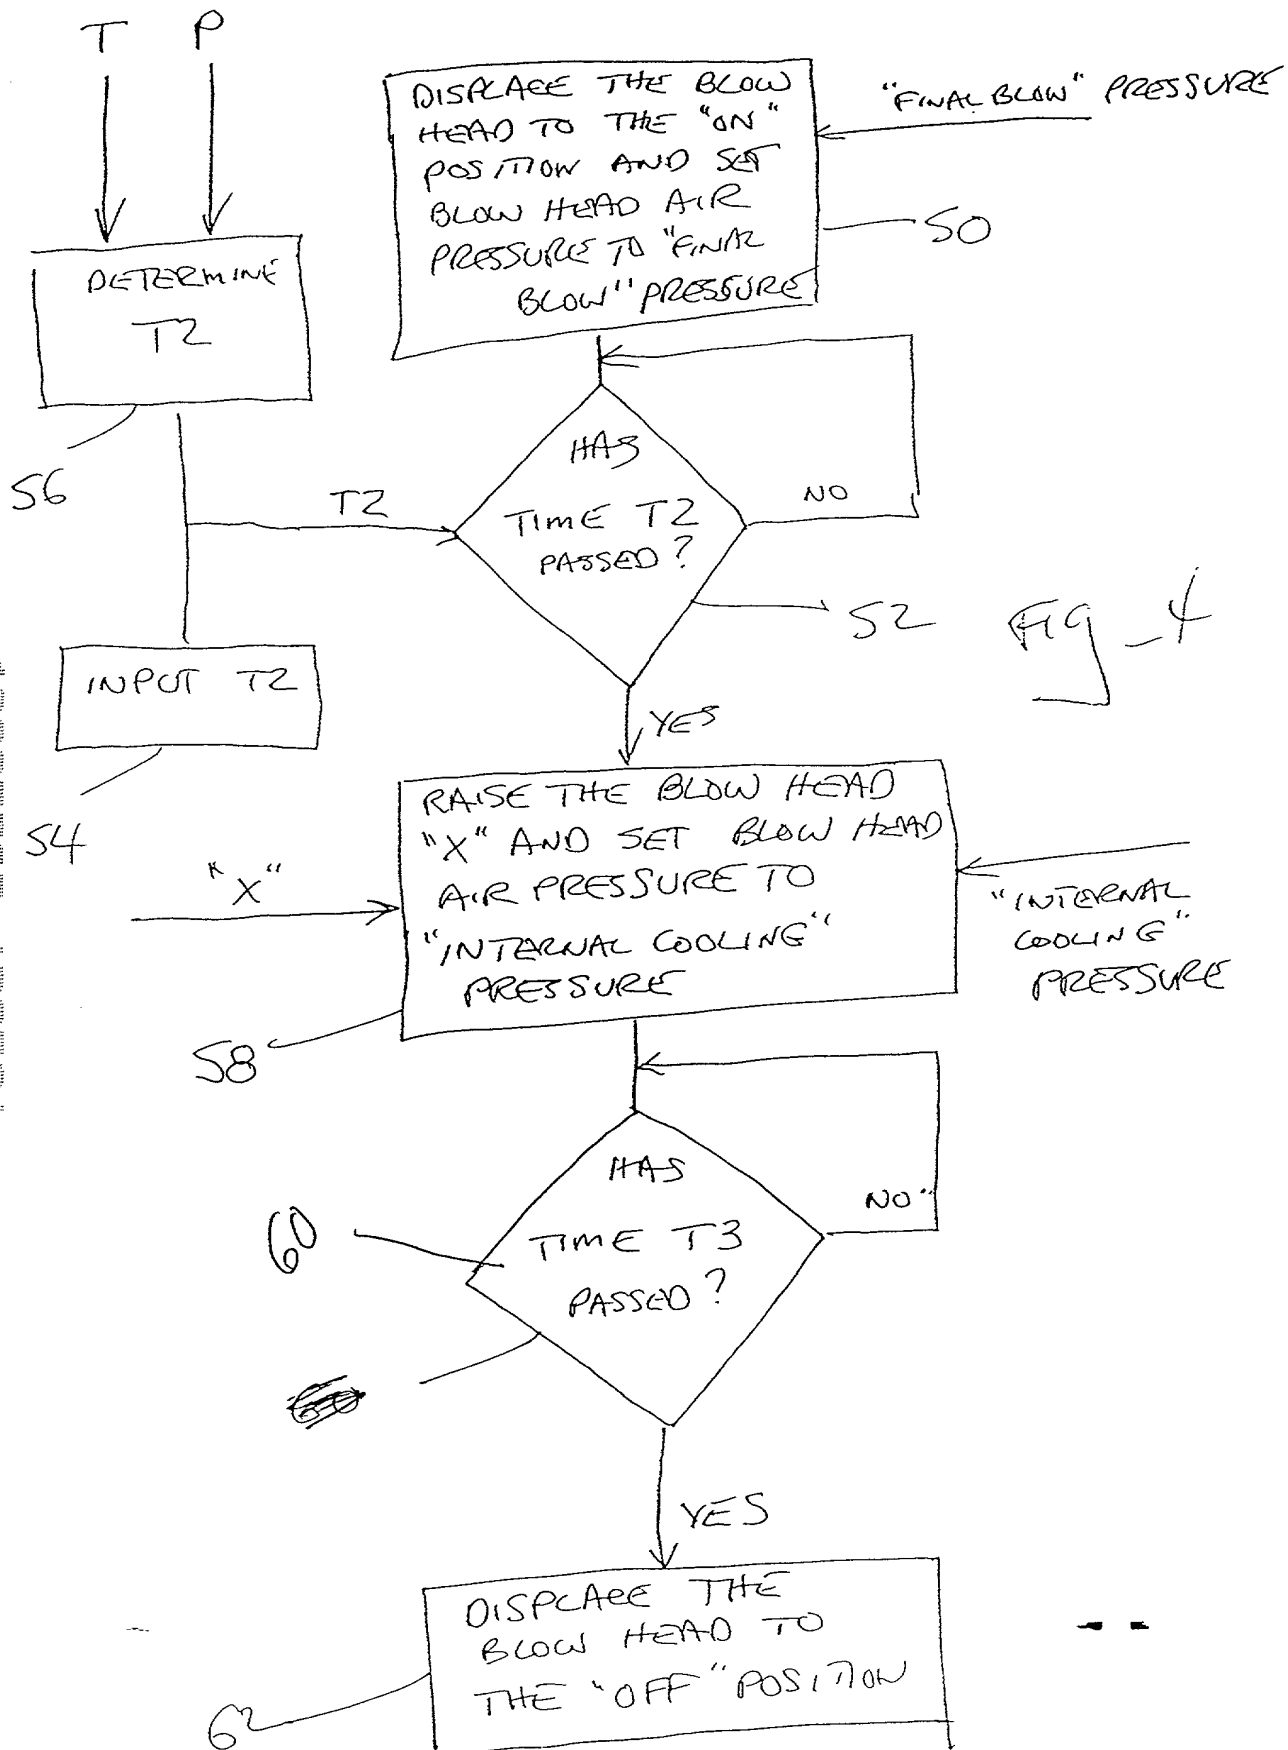 T P
DISPLACE THE BLOW
HEAD TO THE "ON"
POSITION AND SET
BLOW HEAD AIR
PRESSURE TO "FINAL
BLOW" PRESSURE
"FINAL BLOW" PRESSURE
50
DETERMINE
T2
56
T2
HAS
TIME T2
PASSED?
NO
52
Fig_4
INPUT T2
54
YES
RAISE THE BLOW HEAD
"X" AND SET BLOW HEAD
AIR PRESSURE TO
"INTERNAL COOLING"
PRESSURE
"X"
"INTERNAL
COOLING"
PRESSURE
58
HAS
TIME T3
PASSED?
NO
60
YES
DISPLACE THE
BLOW HEAD TO
THE "OFF" POSITION
62